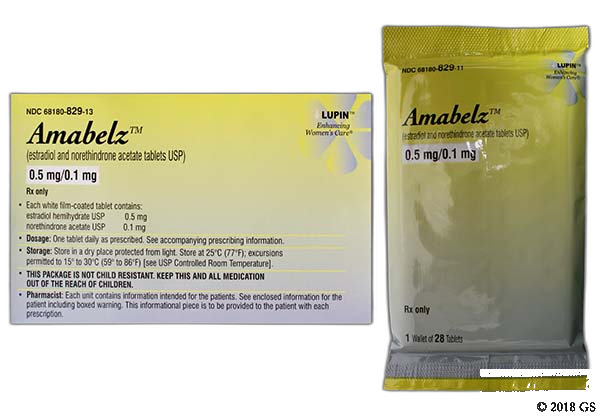 NDC 68180-829-13
LUPIN™
Enhancing
Women's Care®
Amabelz™
(estradiol and norethindrone acetate tablets USP)
0.5 mg/0.1 mg
Rx only
• Each white film-coated tablet contains:
estradiol hemihydrate USP 0.5 mg
norethindrone acetate USP 0.1 mg
• Dosage: One tablet daily as prescribed. See accompanying prescribing information.
• Storage: Store in a dry place protected from light. Store at 25°C (77°F); excursions
permitted to 15° to 30°C (59° to 86°F) [see USP Controlled Room Temperature].
• THIS PACKAGE IS NOT CHILD RESISTANT. KEEP THIS AND ALL MEDICATION
OUT OF THE REACH OF CHILDREN.
• Pharmacist: Each unit contains information intended for the patients. See enclosed information for the
patient including boxed warning. This informational piece is to be provided to the patient with each
prescription.
NDC 68180-829-11
LUPIN™
Enhancing
Women's Care®
Amabelz™
(estradiol and norethindrone acetate tablets USP)
0.5 mg/0.1 mg
Rx only
1 Wallet of 28 Tablets
© 2018 GS